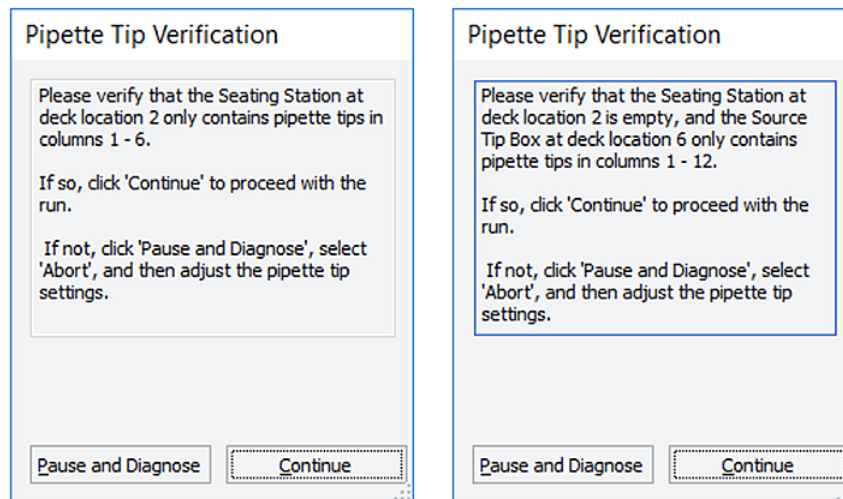 Pipette Tip Verification
Please verify that the Seating Station at
deck location 2 only contains pipette tips in
columns 1 - 6.
If so, click 'Continue' to proceed with the
run.
If not, click 'Pause and Diagnose', select
'Abort', and then adjust the pipette tip
settings.
Pause and Diagnose
Continue
Pipette Tip Verification
Please verify that the Seating Station at
deck location 2 is empty, and the Source
Tip Box at deck location 6 only contains
pipette tips in columns 1 - 12.
If so, click 'Continue' to proceed with the
run.
If not, click 'Pause and Diagnose', select
'Abort', and then adjust the pipette tip
settings.
Pause and Diagnose
Continue